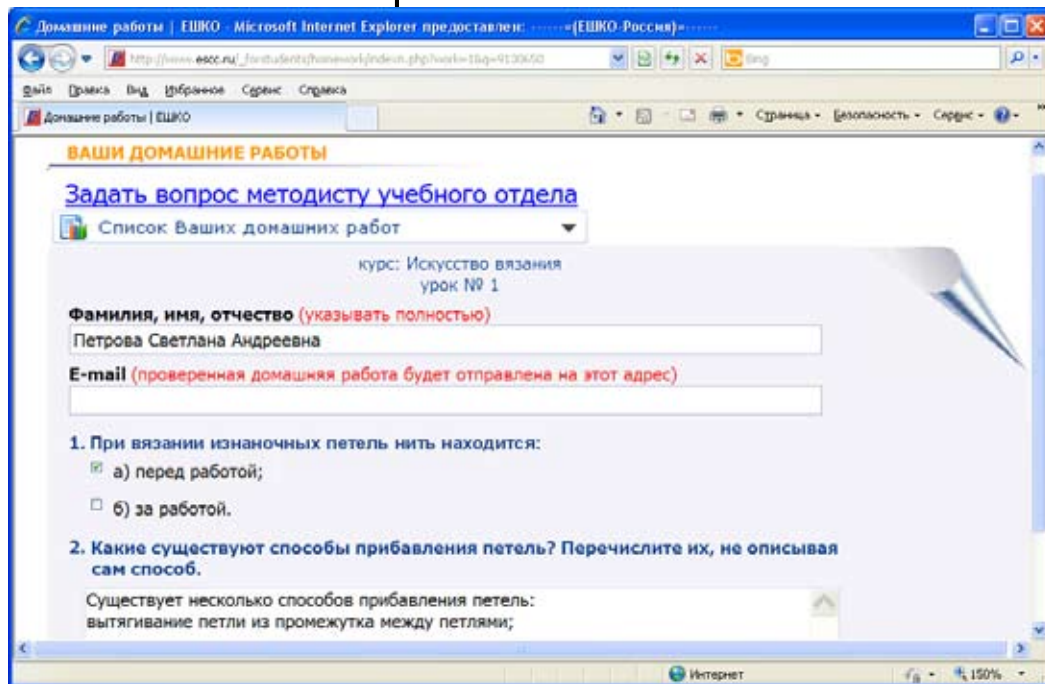 Домашние работы | ЕШКО - Microsoft Internet Explorer предоставлен: ------=(ЕШКО-Россия)=------
Bing
Файл Правка Вид Избранное Сервис Справка
Домашние работы | ЕШКО
Страница Безопасность Сервис
ВАШИ ДОМАШНИЕ РАБОТЫ
Задать вопрос методисту учебного отдела
Список Ваших домашних работ
курс: Искусство вязания
урок № 1
Фамилия, имя, отчество (указывать полностью)
Петрова Светлана Андреевна
E-mail (проверенная домашняя работа будет отправлена на этот адрес)
1. При вязании изнаночных петель нить находится:
а) перед работой;
б) за работой.
2. Какие существуют способы прибавления петель? Перечислите их, не описывая
сам способ.
Существует несколько способов прибавления петель:
вытягивание петли из промежутка между петлями;
Интернет
150%